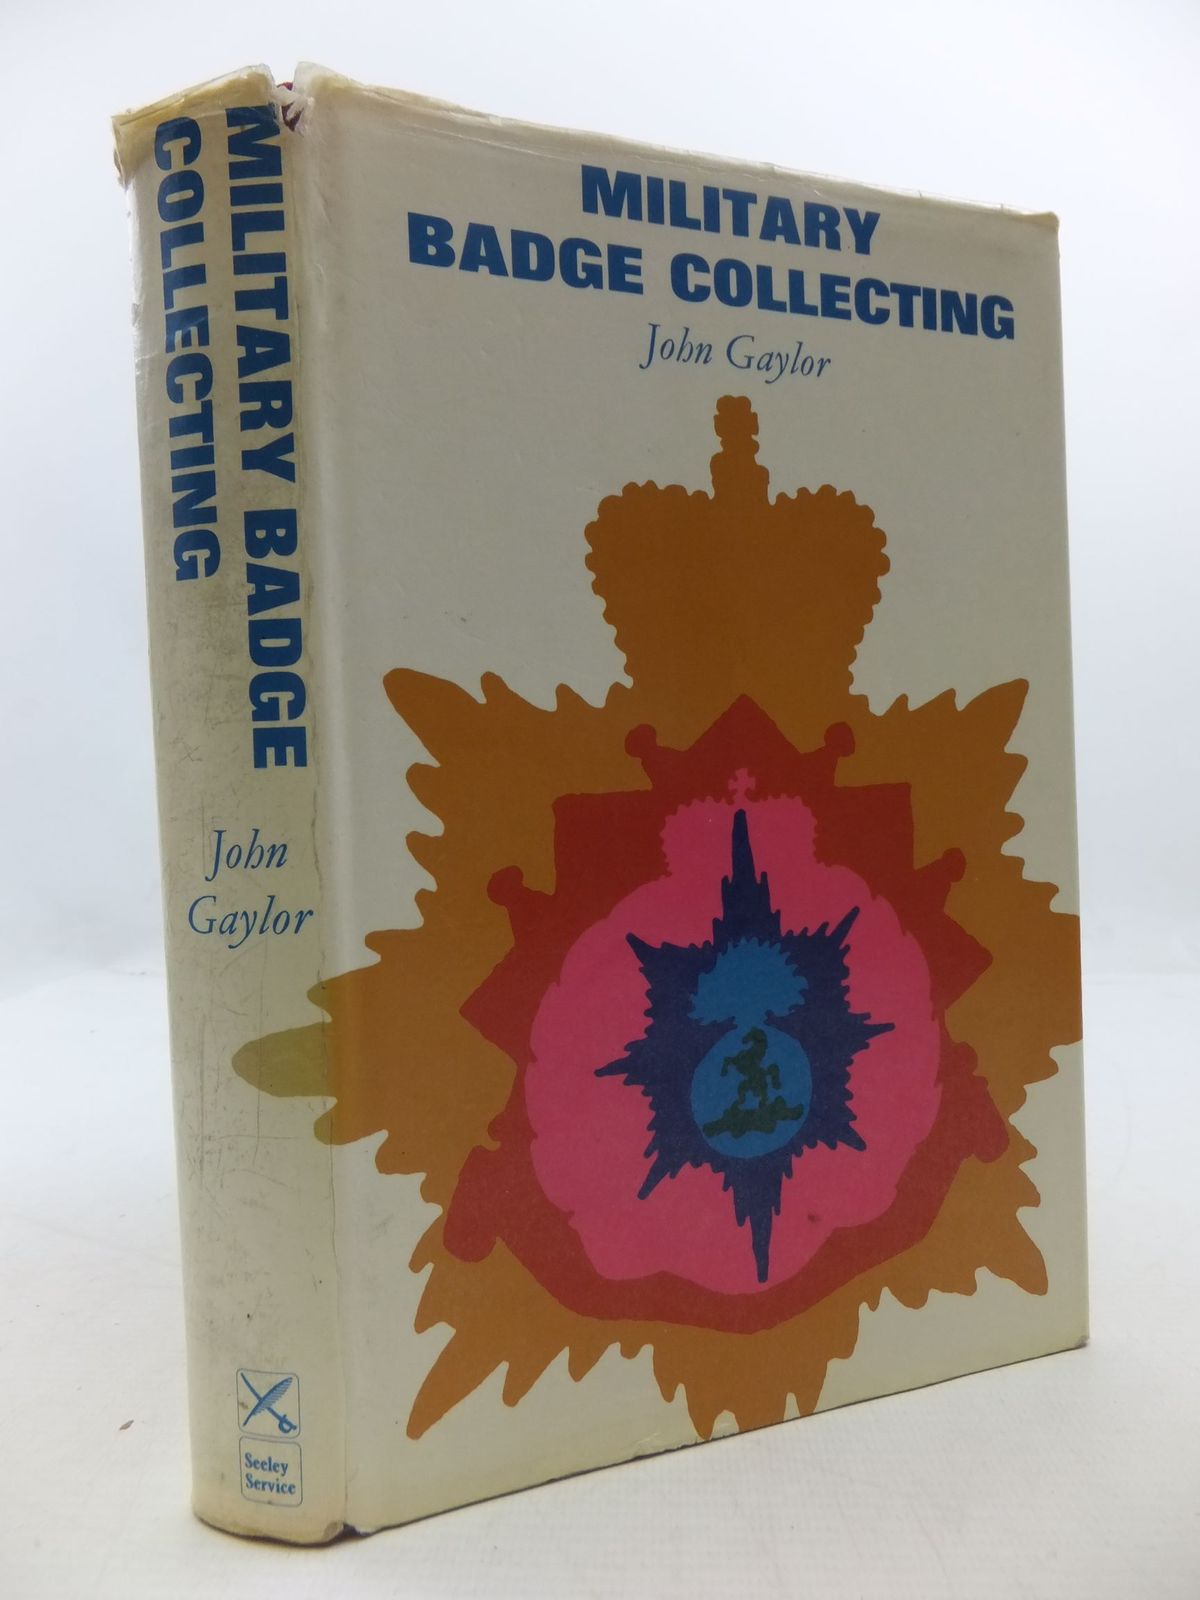 MILITARY BADGE
COLLECTING
John
Gaylor
Seeley
Service
MILITARY
BADGE COLLECTING
John Gaylor